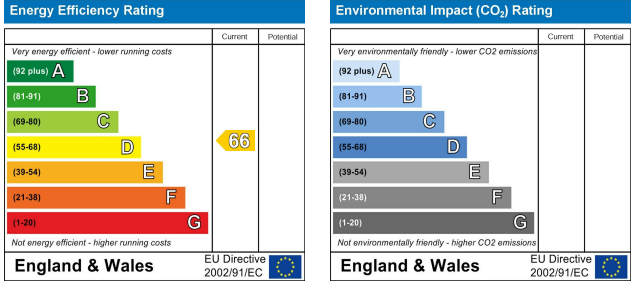 Energy Efficiency Rating
Current Potential
Very energy efficient - lower running costs
(92 plus) A
(81-91) B
(69-80) C
(55-68) D
66
(39-54) E
(21-38) F
(1-20) G
Not energy efficient - higher running costs
England & Wales
EU Directive
2002/91/EC
Environmental Impact (CO₂) Rating
Current Potential
Very environmentally friendly - lower CO2 emissions
(92 plus) A
(81-91) B
(69-80) C
(55-68) D
(39-54) E
(21-38) F
(1-20) G
Not environmentally friendly - higher CO2 emissions
England & Wales
EU Directive
2002/91/EC